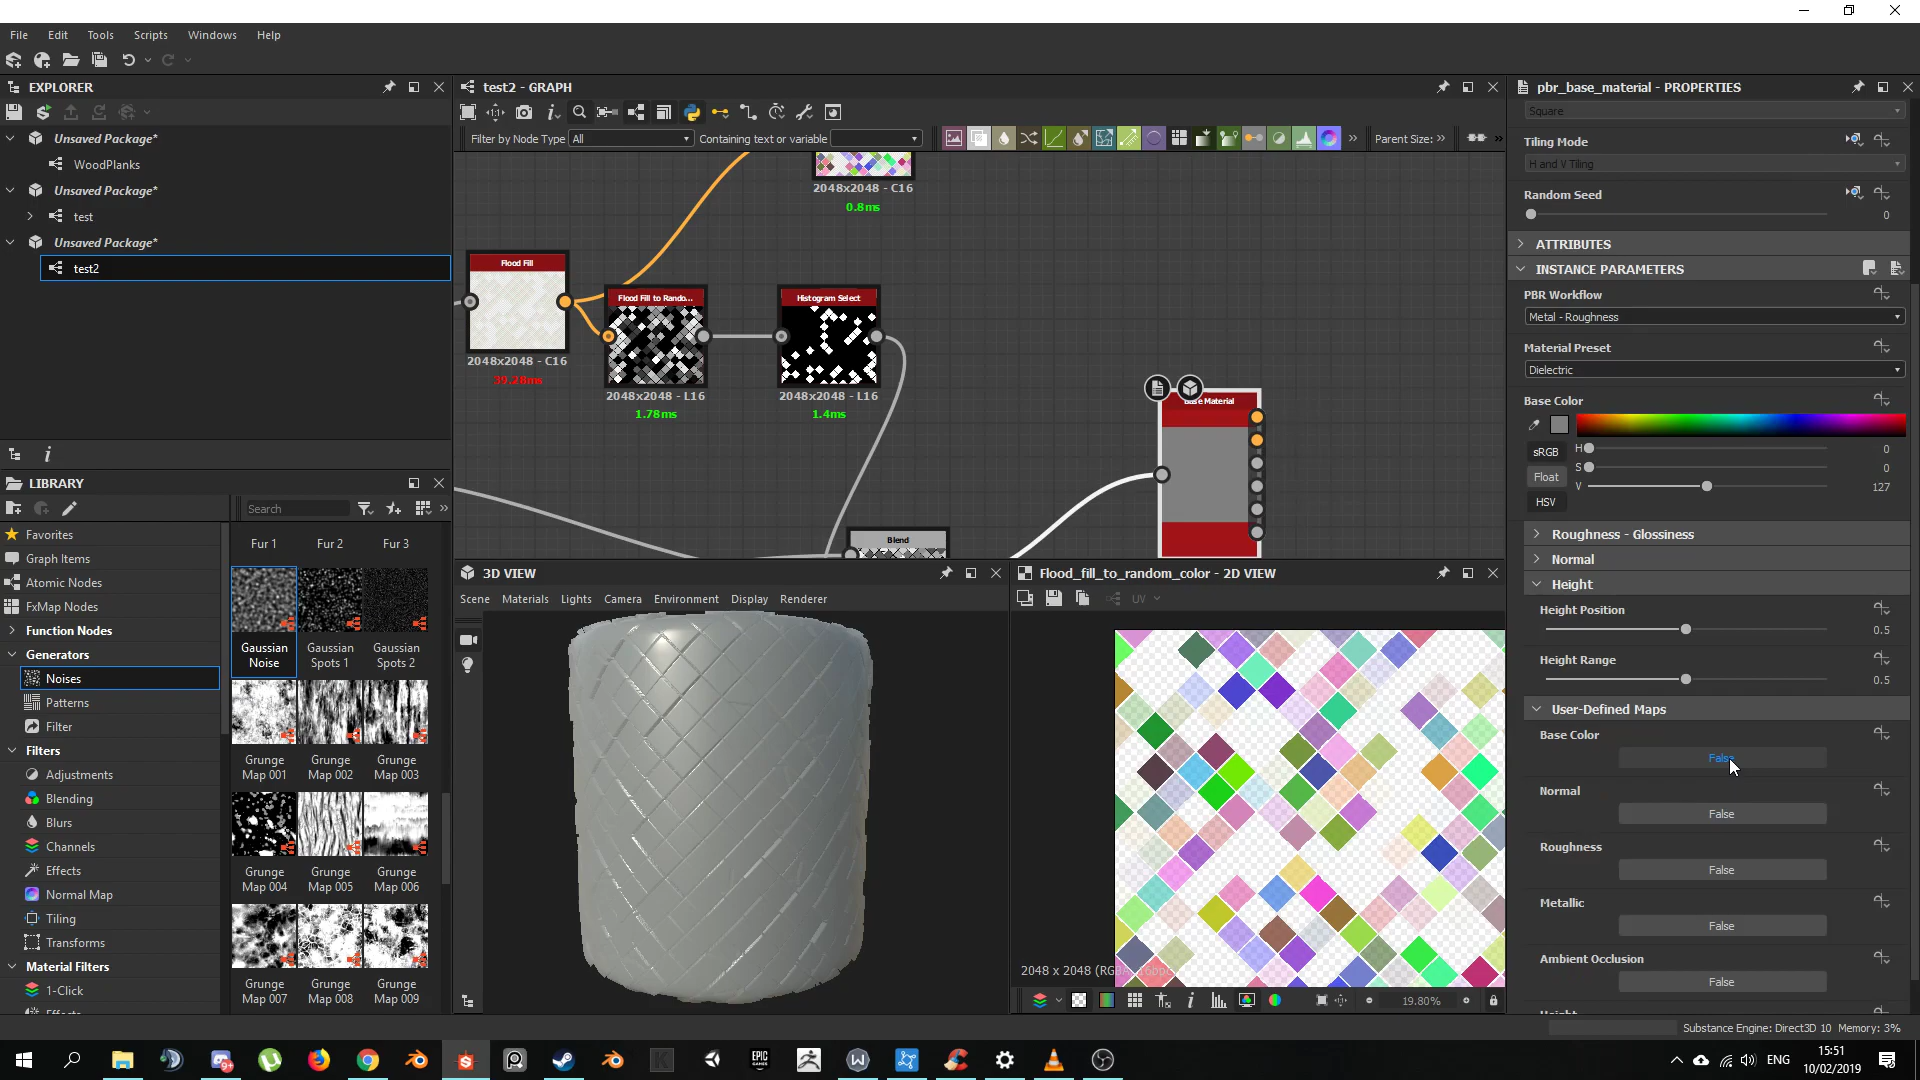 File Edit Tools Scripts Windows Help
EXPLORER
Unsaved Package*
WoodPlanks
Unsaved Package*
test
Unsaved Package*
test2
LIBRARY
Search
Favorites
Graph Items
Atomic Nodes
FxMap Nodes
Function Nodes
Generators
Noises
Patterns
Filter
Filters
Adjustments
Blending
Blurs
Channels
Effects
Normal Map
Tiling
Transforms
Material Filters
1-Click
Effects
Fur 1 Fur 2 Fur 3
Gaussian Noise
Gaussian Spots 1
Gaussian Spots 2
Grunge Map 001
Grunge Map 002
Grunge Map 003
Grunge Map 004
Grunge Map 005
Grunge Map 006
Grunge Map 007
Grunge Map 008
Grunge Map 009
test2 - GRAPH
Filter by Node Type All Containing text or variable Parent Size:
2048x2048 - C16
0.8ms
Flood Fill
2048x2048 - C16
39.28ms
Flood Fill to Rando...
2048x2048 - L16
1.78ms
Histogram Select
2048x2048 - L16
1.4ms
Blend
Base Material
3D VIEW
Scene Materials Lights Camera Environment Display Renderer
Flood_fill_to_random_color - 2D VIEW
UV
2048 x 2048 (RGBA, 16bpc)
19.80%
pbr_base_material - PROPERTIES
Square
Tiling Mode
H and V Tiling
Random Seed
0
ATTRIBUTES
INSTANCE PARAMETERS
PBR Workflow
Metal - Roughness
Material Preset
Dielectric
Base Color
sRGB H 0
Float S 0
HSV V 127
Roughness - Glossiness
Normal
Height
Height Position
0.5
Height Range
0.5
User-Defined Maps
Base Color
False
Normal
False
Roughness
False
Metallic
False
Ambient Occlusion
False
Height
Substance Engine: Direct3D 10 Memory: 3%
9+
EPIC GAMES
ENG
15:51
10/02/2019